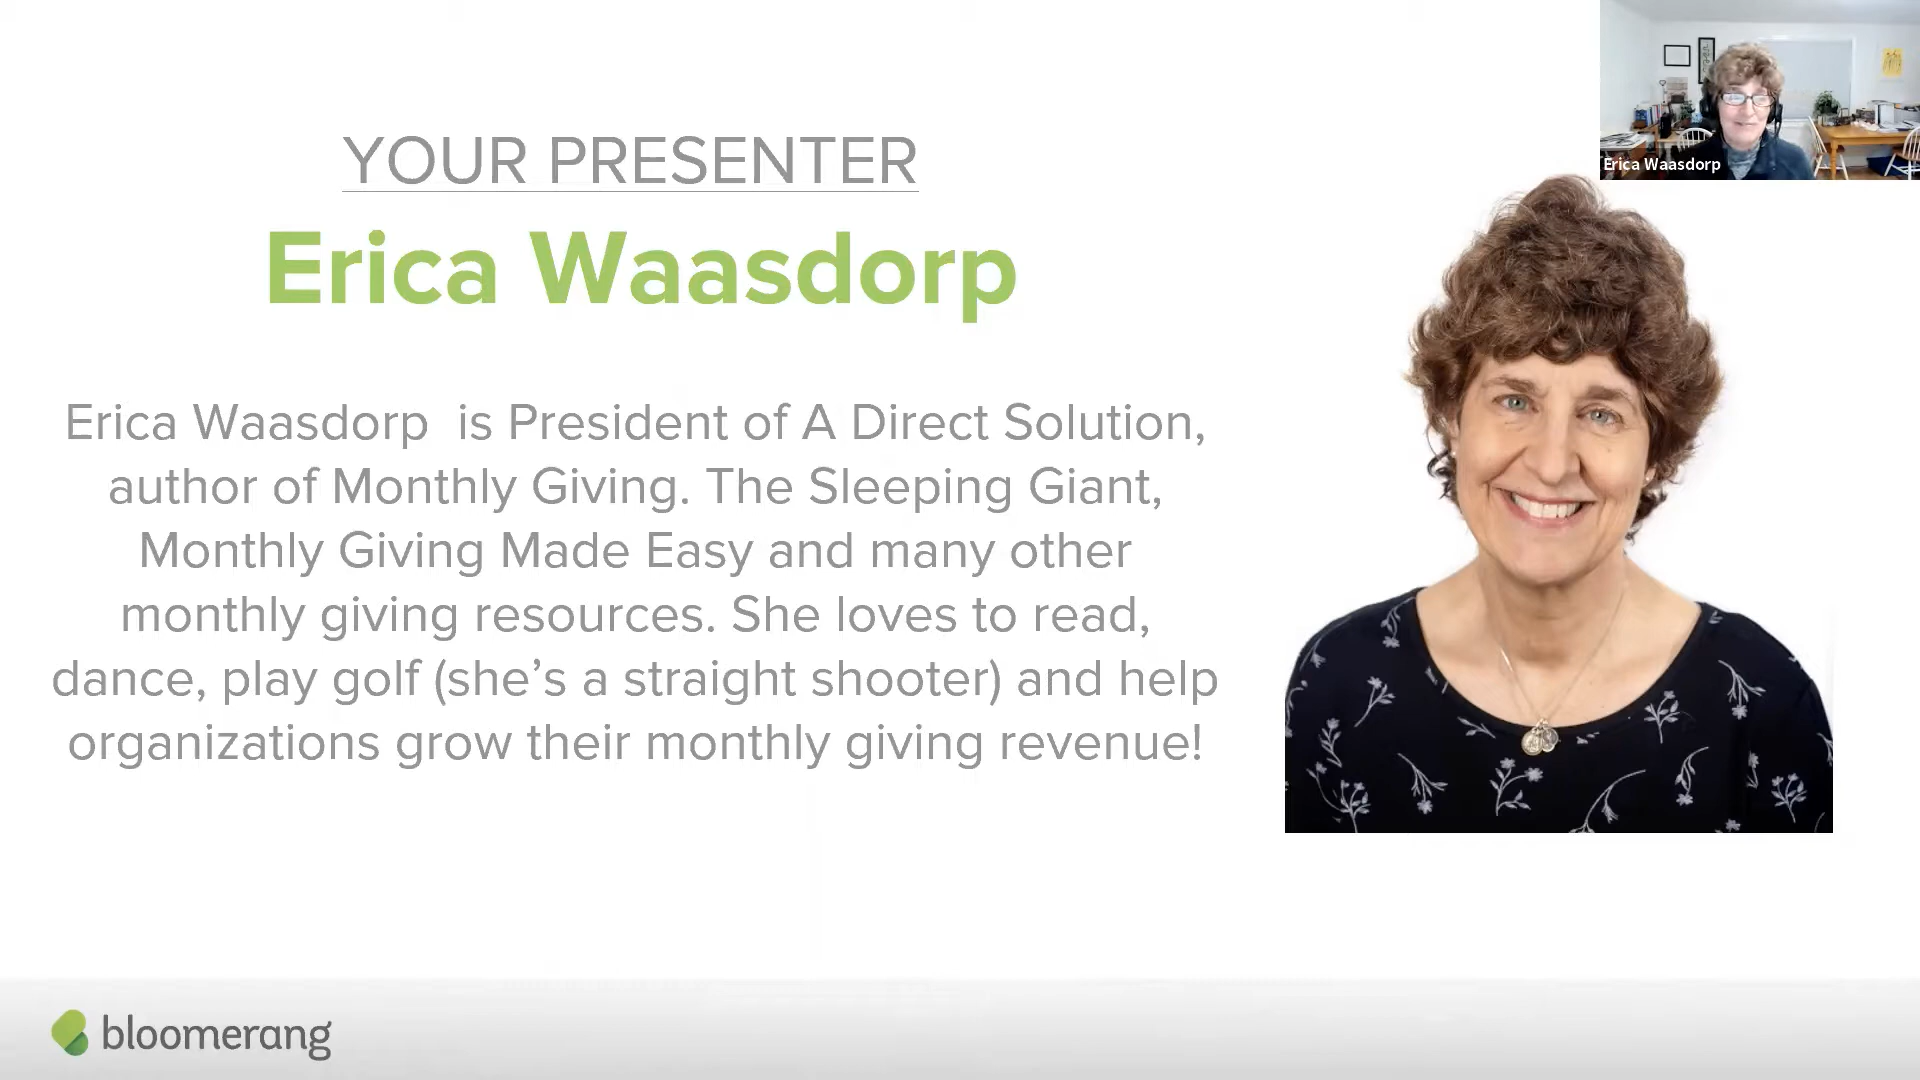 YOUR PRESENTER
Erica Waasdorp
Erica Waasdorp  is President of A Direct Solution,
author of Monthly Giving. The Sleeping Giant,
Monthly Giving Made Easy and many other
monthly giving resources. She loves to read,
dance, play golf (she’s a straight shooter) and help
organizations grow their monthly giving revenue!
Erica Waasdorp
bloomerang